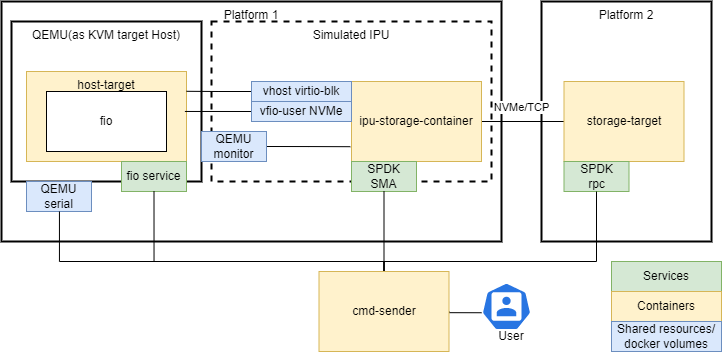 Platform 1
Platform 2
QEMU(as KVM target Host)
Simulated IPU
host-target
fio
vhost virtio-blk
vfio-user NVMe
ipu-storage-container
NVMe/TCP
storage-target
QEMU
monitor
fio service
SPDK
SMA
SPDK
rpc
QEMU
serial
cmd-sender
User
Services
Containers
Shared resources/
docker volumes